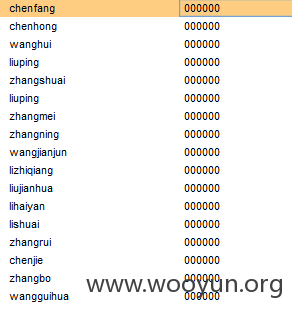 chenfang 000000
chenhong 000000
wanghui 000000
liuping 000000
zhangshuai 000000
liuping 000000
zhangmei 000000
zhangning 000000
wangjianjun 000000
lizhiqiang 000000
liujianhua 000000
lihaiyan 000000
lishuai 000000
zhangrui 000000
chenjie 000000
zhangbo 000000
www.wooyun.org
wangguihua 000000